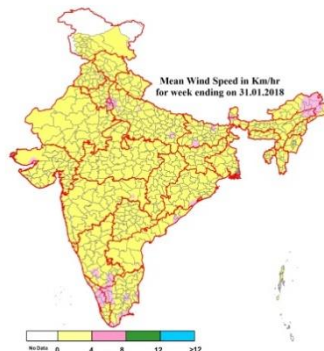 Mean Wind Speed in Km/hr
for week ending on 31.01.2018
No Data 0 4 8 12 >12